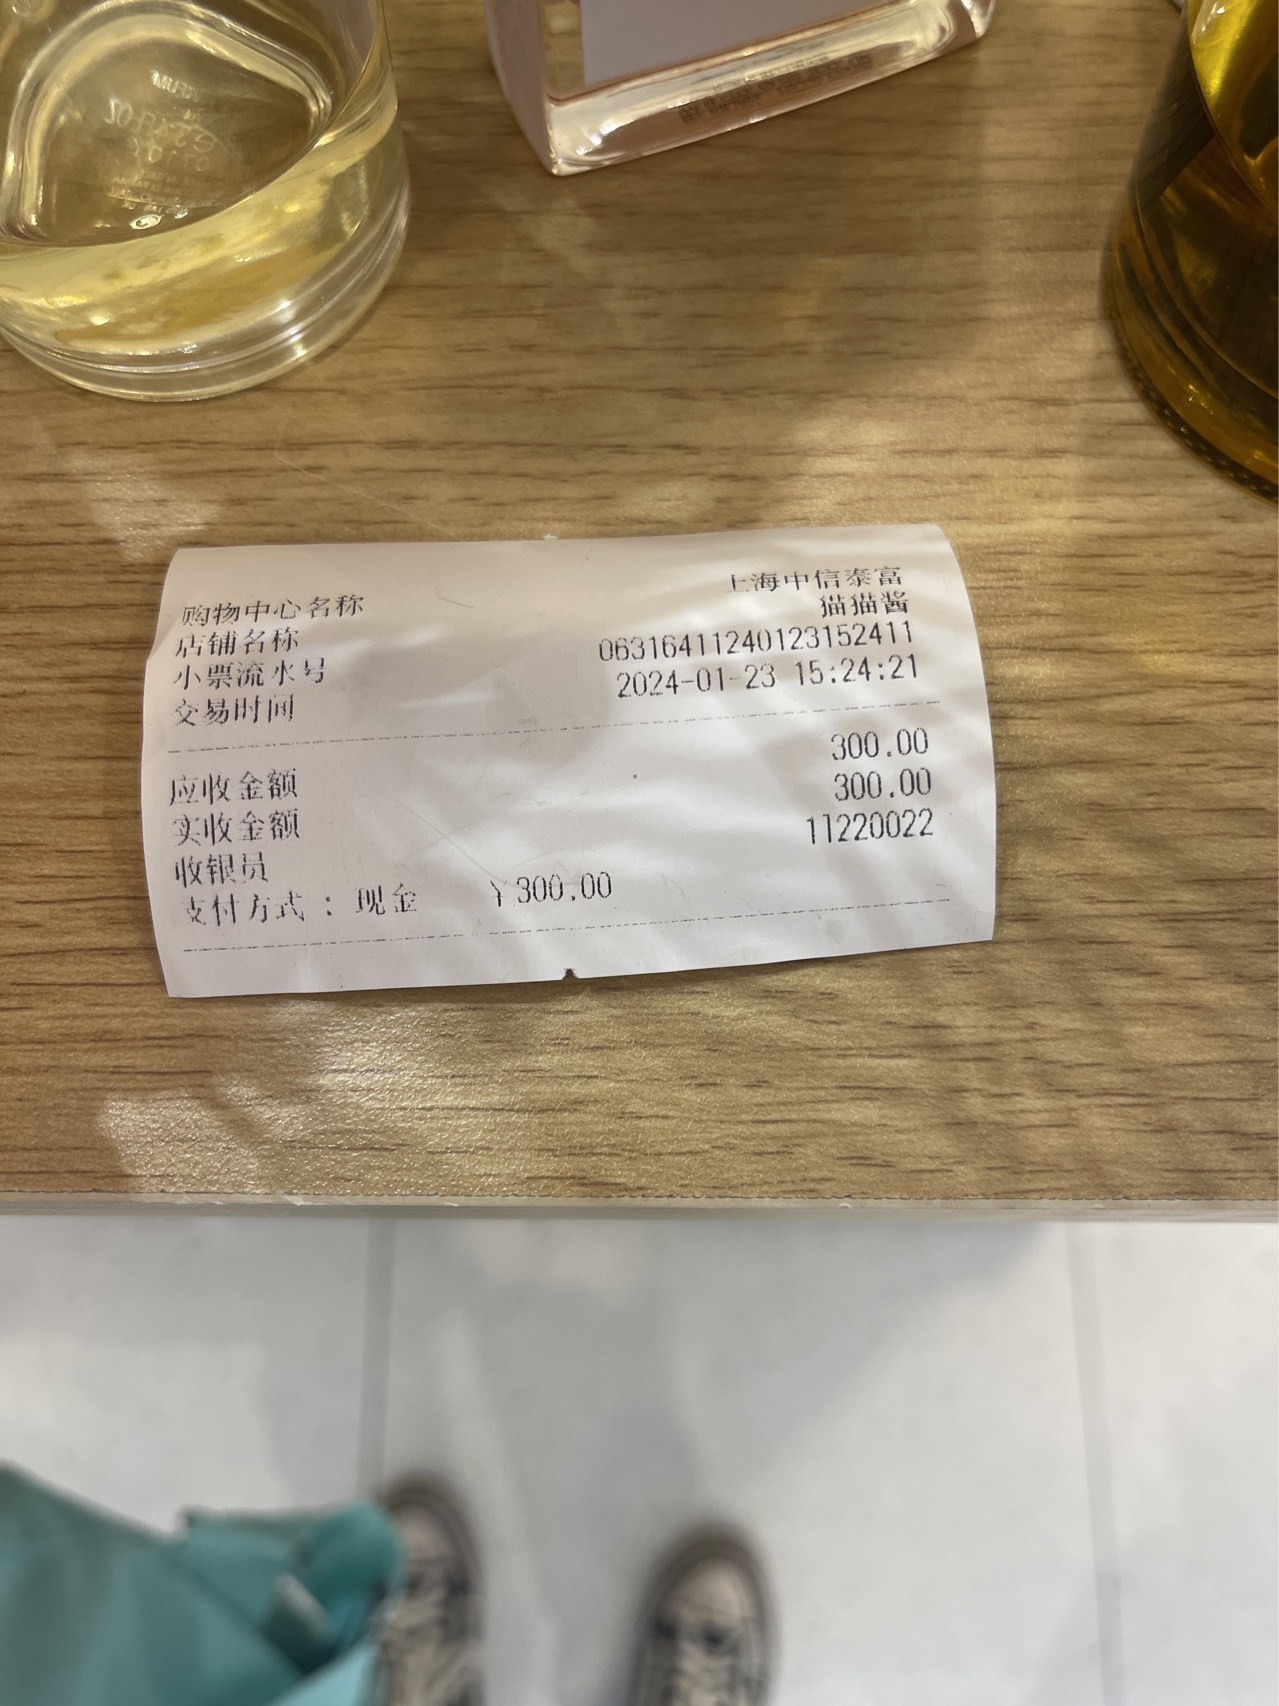 购物中心名称 上海中信泰富
店铺名称 猫猫酱
小票流水号 06316411240123152411
交易时间 2024-01-23 15:24:21
应收金额 300.00
实收金额 300.00
收银员 11220022
支付方式：现金 ¥300.00